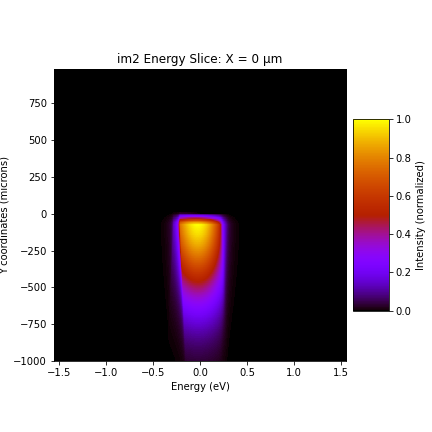 im2 Energy Slice: X = 0 μm
Y coordinates (microns)
750
500
250
0
−250
−500
−750
−1000
−1.5 −1.0 −0.5 0.0 0.5 1.0 1.5
Energy (eV)
1.0
0.8
0.6
0.4
0.2
0.0
Intensity (normalized)